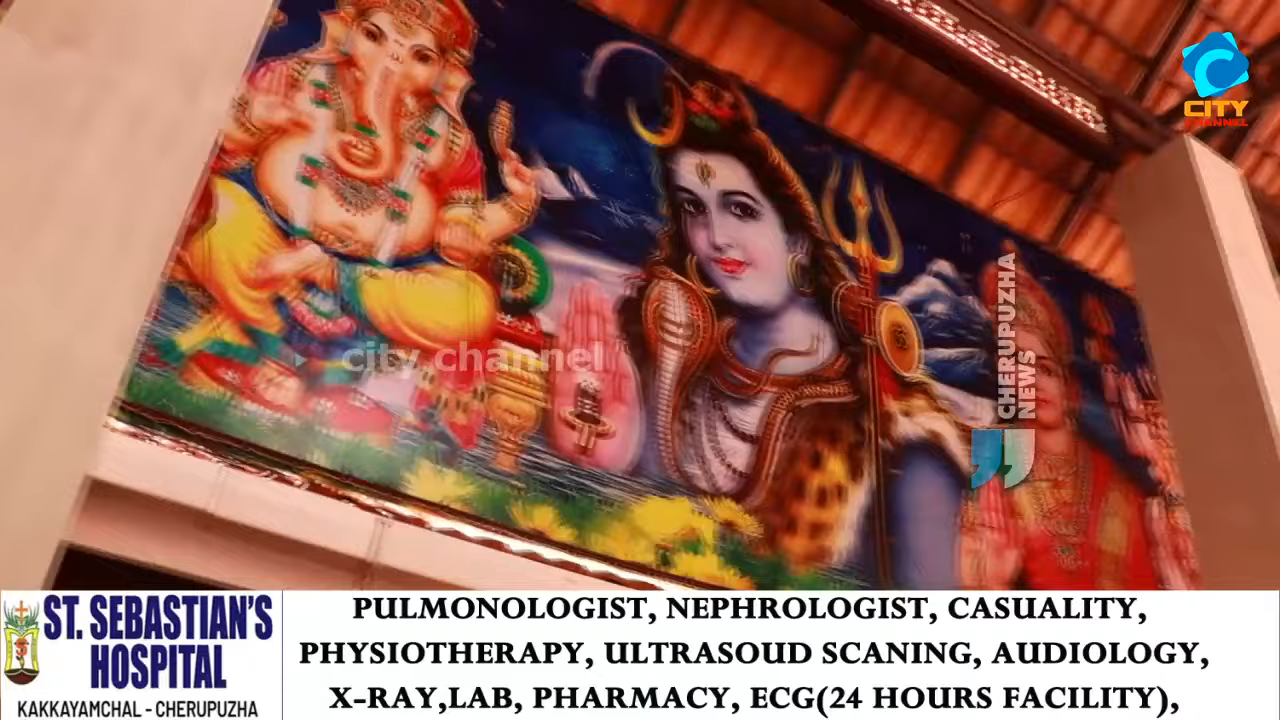 CITY
CHANNEL
city channel
CHERUPUZHA
NEWS
ST. SEBASTIAN'S
HOSPITAL
KAKKAYAMCHAL - CHERUPUZHA
PULMONOLOGIST, NEPHROLOGIST, CASUALITY,
PHYSIOTHERAPY, ULTRASOUD SCANING, AUDIOLOGY,
X-RAY,LAB, PHARMACY, ECG(24 HOURS FACILITY),